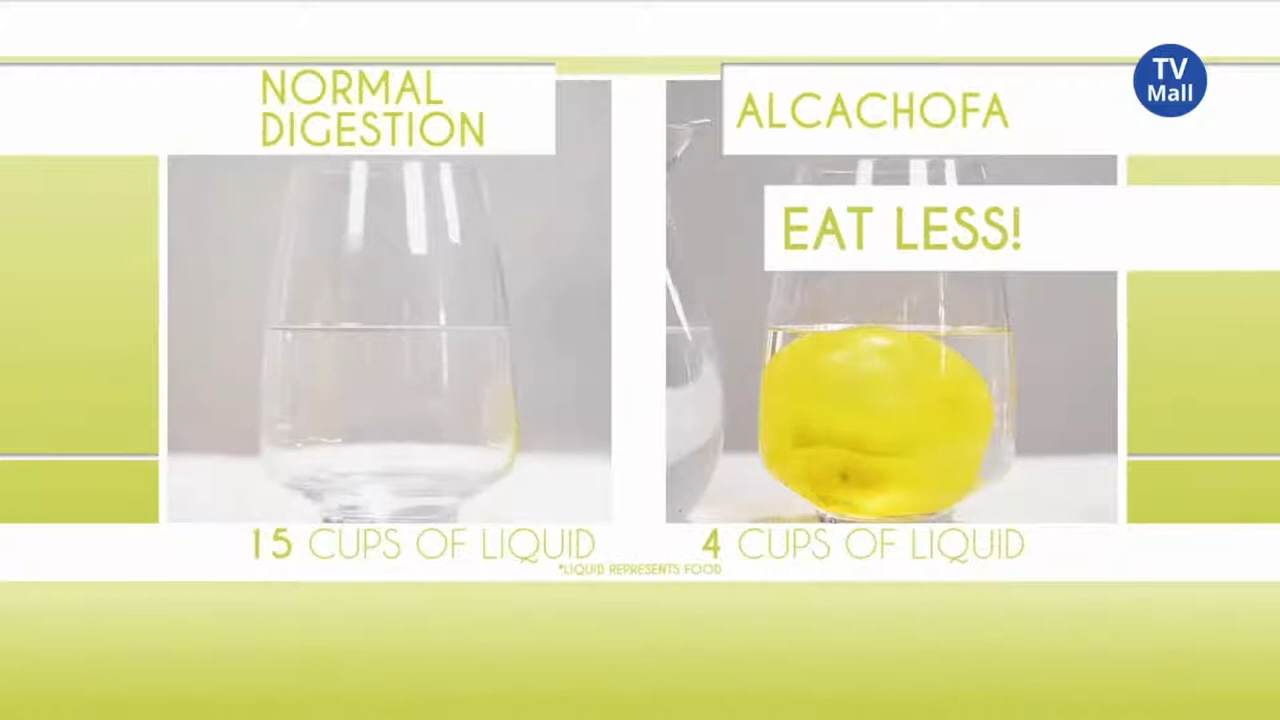 NORMAL
DIGESTION
ALCACHOFA
TV
Mall
EAT LESS!
15 CUPS OF LIQUID
4 CUPS OF LIQUID
*LIQUID REPRESENTS FOOD